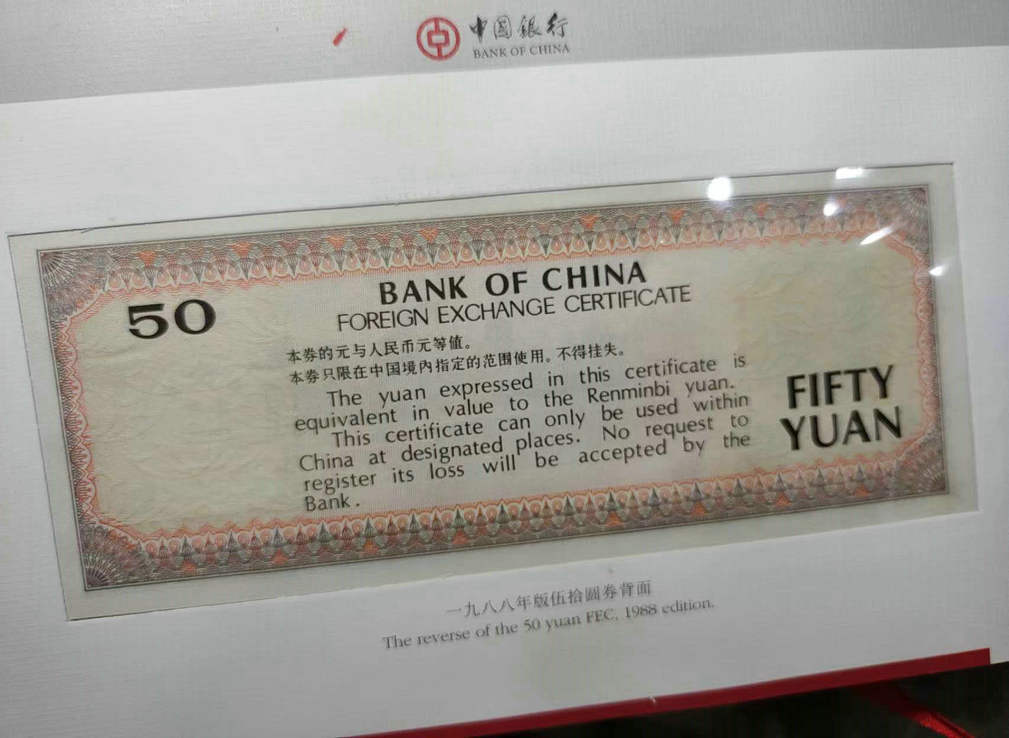 中國銀行
BANK OF CHINA
50
BANK OF CHINA
FOREIGN EXCHANGE CERTIFICATE
本券的元与人民币元等值。
本券只限在中国境内指定的范围使用。不得挂失。
The yuan expressed in this certificate is
equivalent in value to the Renminbi yuan.
This certificate can only be used within
China at designated places. No request to
register its loss will be accepted by the
Bank.
FIFTY
YUAN
一九八八年版伍拾圓券背面
The reverse of the 50 yuan FEC, 1988 edition.